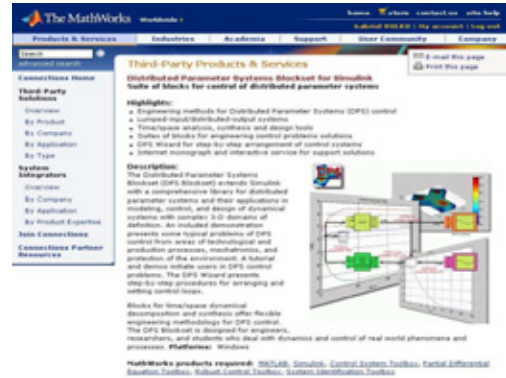 The MathWorks Worldwide
home store contact us site help
My account | Log out
Products & Services Industries Academia Support User Community Company
Search
advanced search
E-mail this page
Print this page
Connections Home
Third-Party Solutions
Overview
By Product
By Company
By Application
By Type
System Integrators
Overview
By Company
By Application
By Product Expertise
Join Connections
Connections Partner Resources
Third-Party Products & Services
Distributed Parameter Systems Blockset for Simulink
Suite of blocks for control of distributed parameter systems
Highlights:
Engineering methods for Distributed Parameter Systems (DPS) control
Lumped-input/distributed-output systems
Time/space analysis, synthesis and design tools
Suites of blocks for engineering control problems solutions
DPS Wizard for step-by-step arrangement of control systems
Internet monograph and interactive service for support solutions
Description:
The Distributed Parameter Systems
Blockset (DPS Blockset) extends Simulink
with a comprehensive library for distributed
parameter systems and their applications in
modeling, control, and design of dynamical
systems with complex 3-D domains of
definition. An included demonstration
presents some typical problems of DPS
control from areas of technological and
production processes, mechatronics, and
protection of the environment. A tutorial
and demos initiate users in DPS control
problems. The DPS Wizard presents
step-by-step procedures for arranging and
setting control loops.
Blocks for time/space dynamical
decomposition and synthesis offer flexible
engineering methodology for DPS control.
The DPS Blockset is designed for engineers,
researchers, and students who deal with dynamics and control of real world phenomena and
processes. Platforms: Windows
MathWorks products required: MATLAB, Simulink, Control System Toolbox, Partial Differential
Equation Toolbox, Robust Control Toolbox, System Identification Toolbox